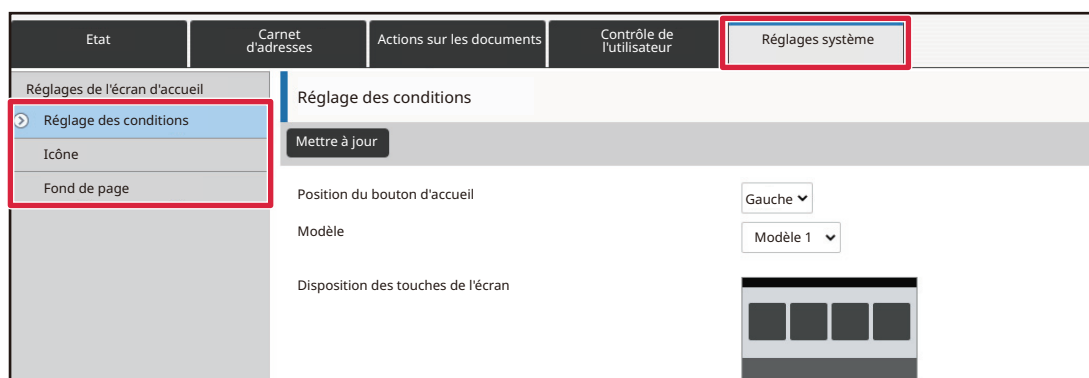 Etat
Carnet
d'adresses
Actions sur les documents
Contrôle de
l'utilisateur
Réglages système
Réglages de l'écran d'accueil
Réglage des conditions
Icône
Fond de page
Réglage des conditions
Mettre à jour
Position du bouton d'accueil
Gauche
Modèle
Modèle 1
Disposition des touches de l'écran